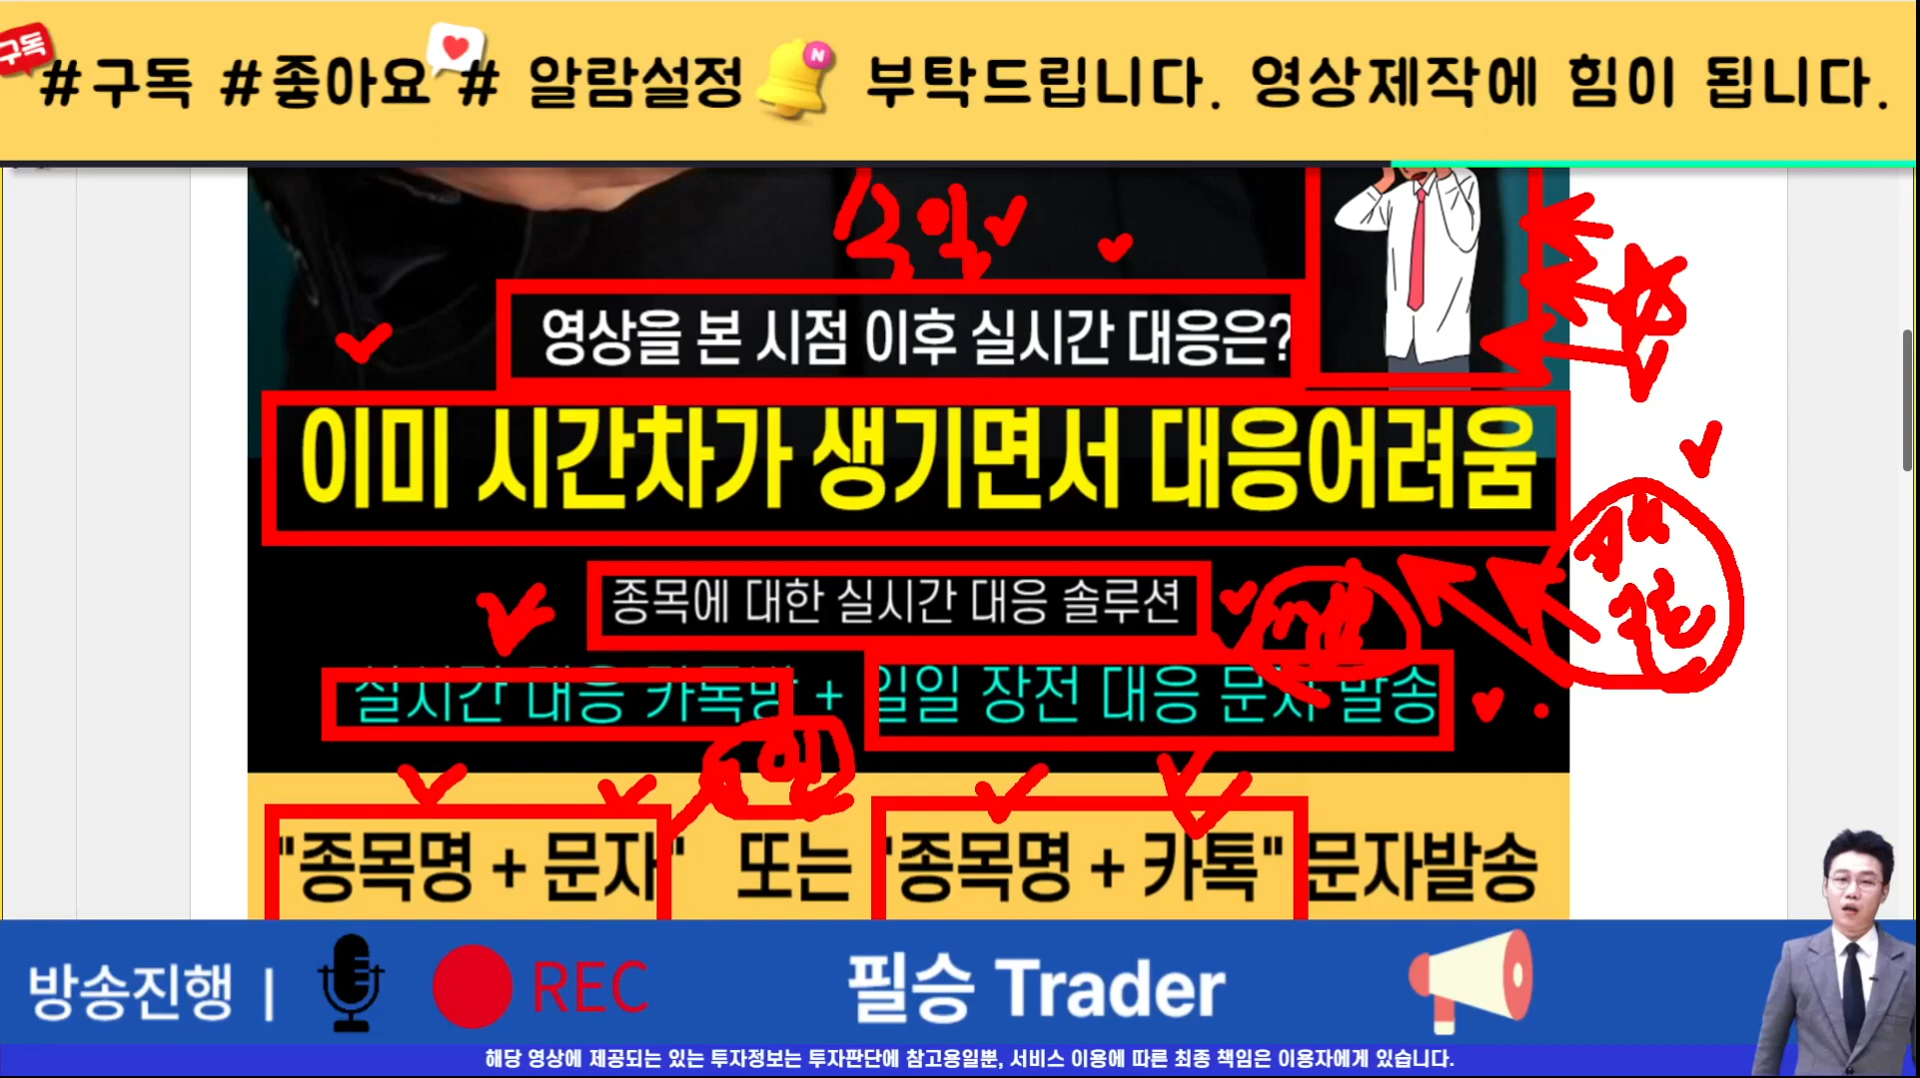 구독
#구독 #좋아요 # 알람설정 N 부탁드립니다. 영상제작에 힘이 됩니다.
영상을 본 시점 이후 실시간 대응은?
이미 시간차가 생기면서 대응어려움
종목에 대한 실시간 대응 솔루션
실시간 대응 카톡방 + 일일 장전 대응 문자 발송
"종목명 + 문자" 또는 "종목명 + 카톡" 문자발송
방송진행 | REC 필승 Trader
해당 영상에 제공되는 있는 투자정보는 투자판단에 참고용일뿐, 서비스 이용에 따른 최종 책임은 이용자에게 있습니다.